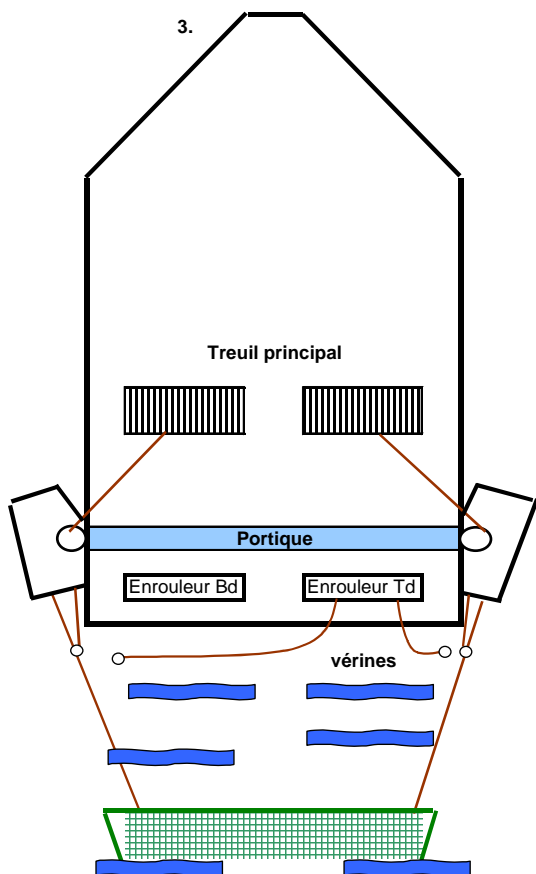 3.
Treuil principal
Portique
Enrouleur Bd
Enrouleur Td
vérines